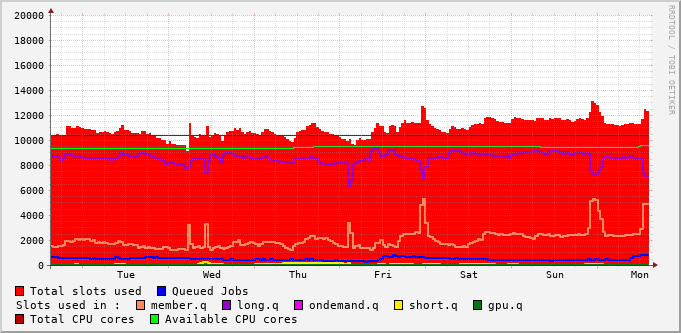 20000
18000
16000
14000
12000
10000
8000
6000
4000
2000
0
Tue Wed Thu Fri Sat Sun Mon
Total slots used Queued Jobs
Slots used in : member.q long.q ondemand.q short.q gpu.q
Total CPU cores Available CPU cores
RRDTOOL / TOBI OETIKER